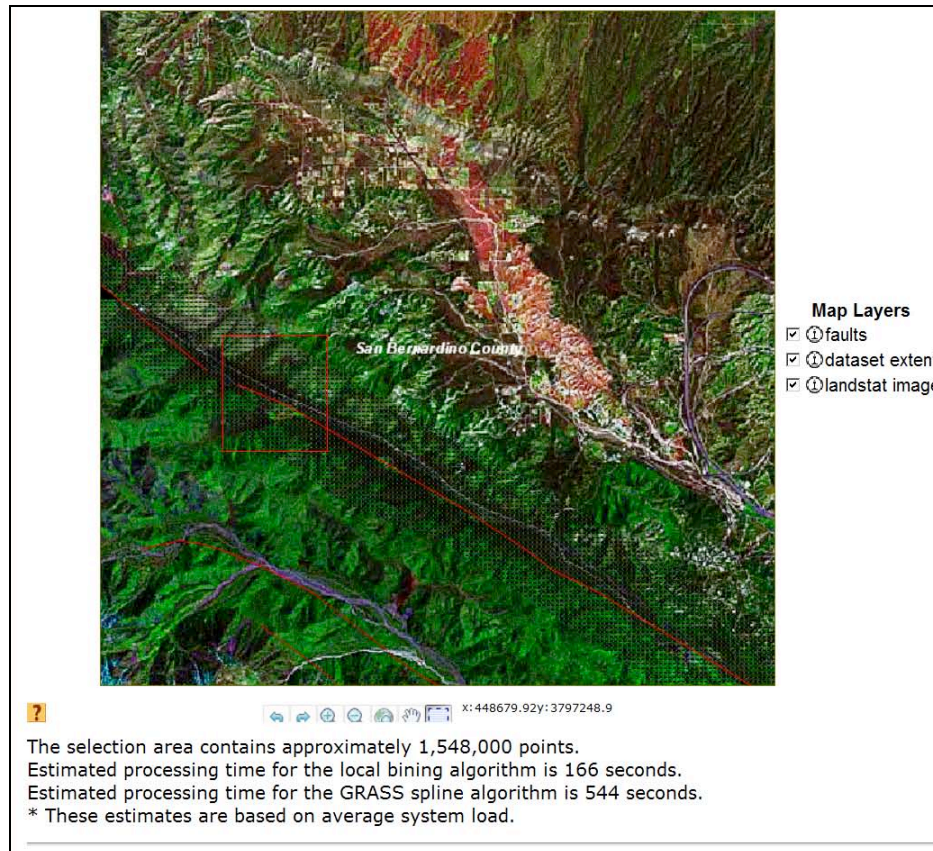 San Bernardino County
Map Layers
faults
dataset exten
landstat image
?
x:448679.92y:3797248.9
The selection area contains approximately 1,548,000 points.
Estimated processing time for the local bining algorithm is 166 seconds.
Estimated processing time for the GRASS spline algorithm is 544 seconds.
* These estimates are based on average system load.